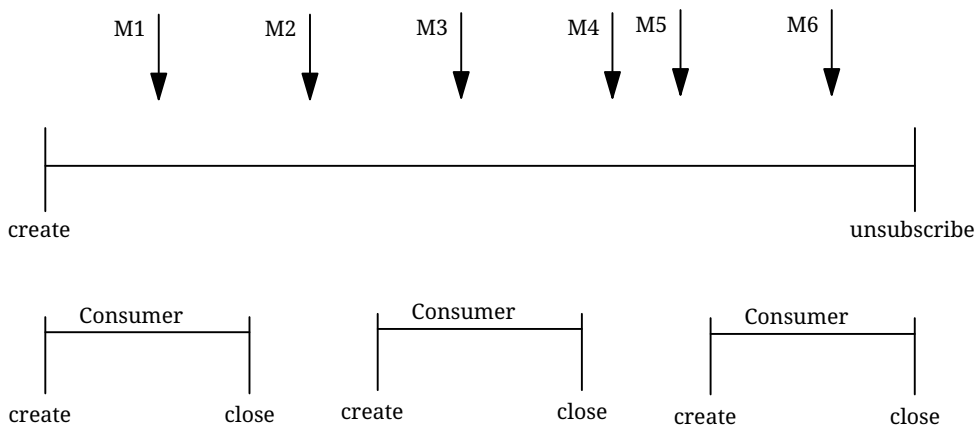 M1 M2 M3 M4 M5 M6
create unsubscribe
Consumer Consumer Consumer
create close create close create close